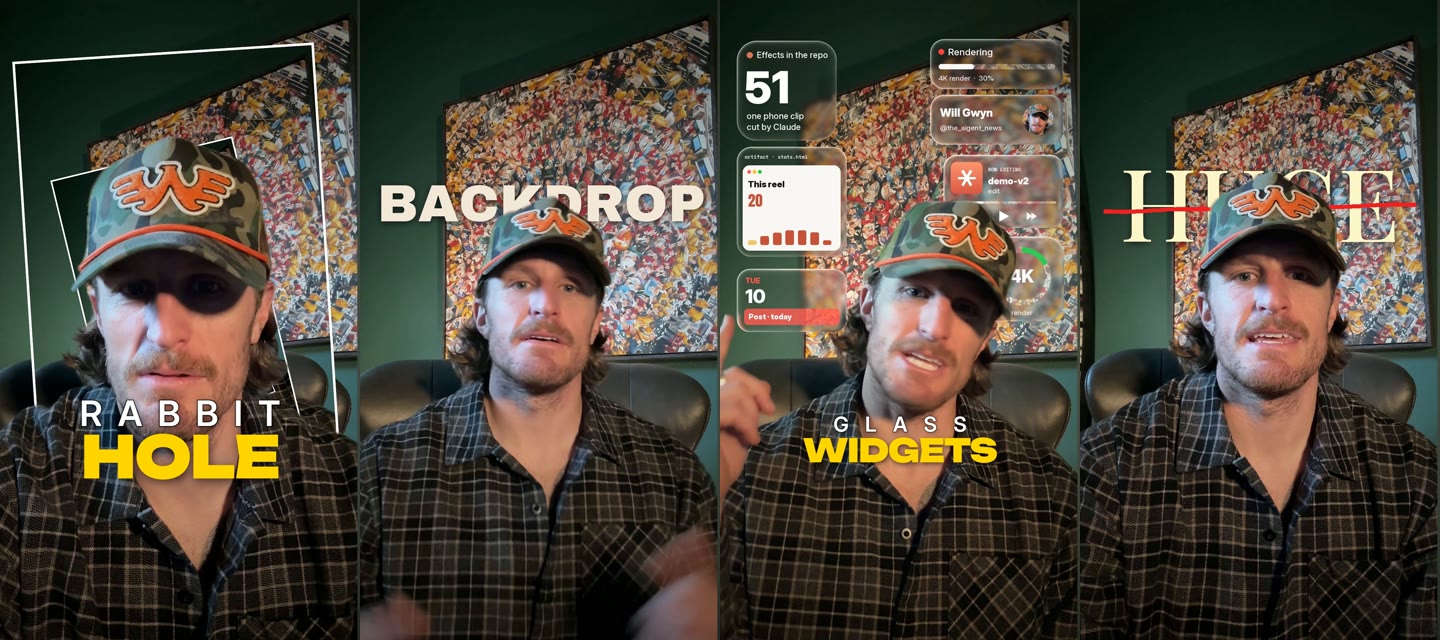 RABBIT
HOLE
BACKDROP
Effects in the repo
51
one phone clip
cut by Claude
artifact · stats.html
This reel
20
TUE
10
Post · today
Rendering
4K render · 30%
Will Gwyn
@the_aigent_news
NOW EDITING
demo-v2
edit
4K
render
GLASS
WIDGETS
HUGE